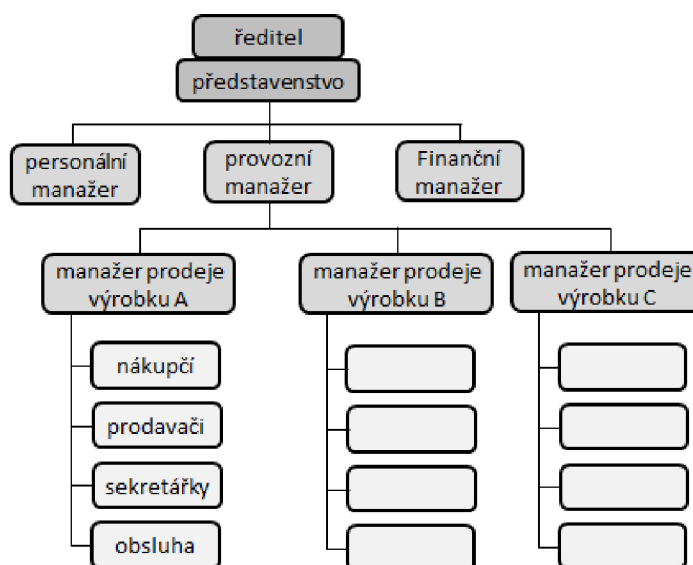 ředitel
představenstvo
personální
manažer
provozní
manažer
Finanční
manažer
manažer prodeje
výrobku A
manažer prodeje
výrobku B
manažer prodeje
výrobku C
nákupčí
prodavači
sekretářky
obsluha